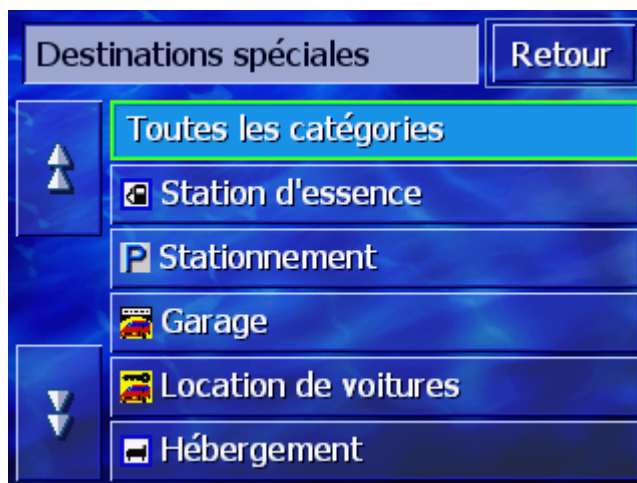 Destinations spéciales
Retour
Toutes les catégories
Station d'essence
P Stationnement
Garage
Location de voitures
Hébergement